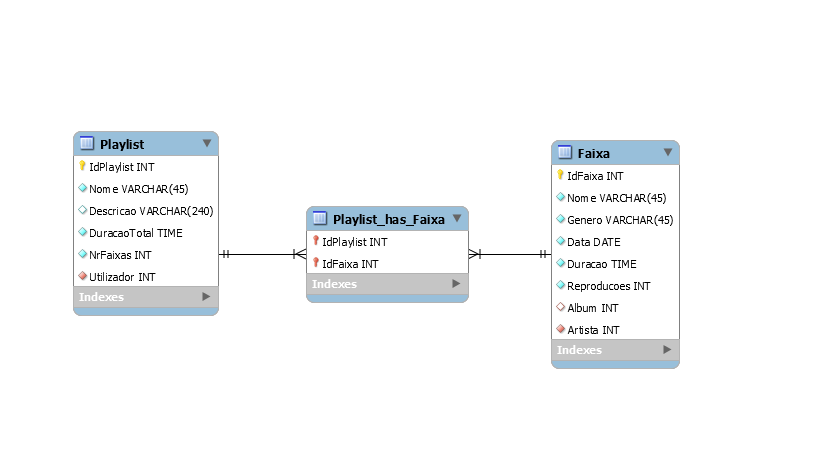 Playlist
IdPlaylist INT
Nome VARCHAR(45)
Descricao VARCHAR(240)
DuracaoTotal TIME
NrFaixas INT
Utilizador INT
Indexes
Playlist_has_Faixa
IdPlaylist INT
IdFaixa INT
Indexes
Faixa
IdFaixa INT
Nome VARCHAR(45)
Genero VARCHAR(45)
Data DATE
Duracao TIME
Reproducoes INT
Album INT
Artista INT
Indexes